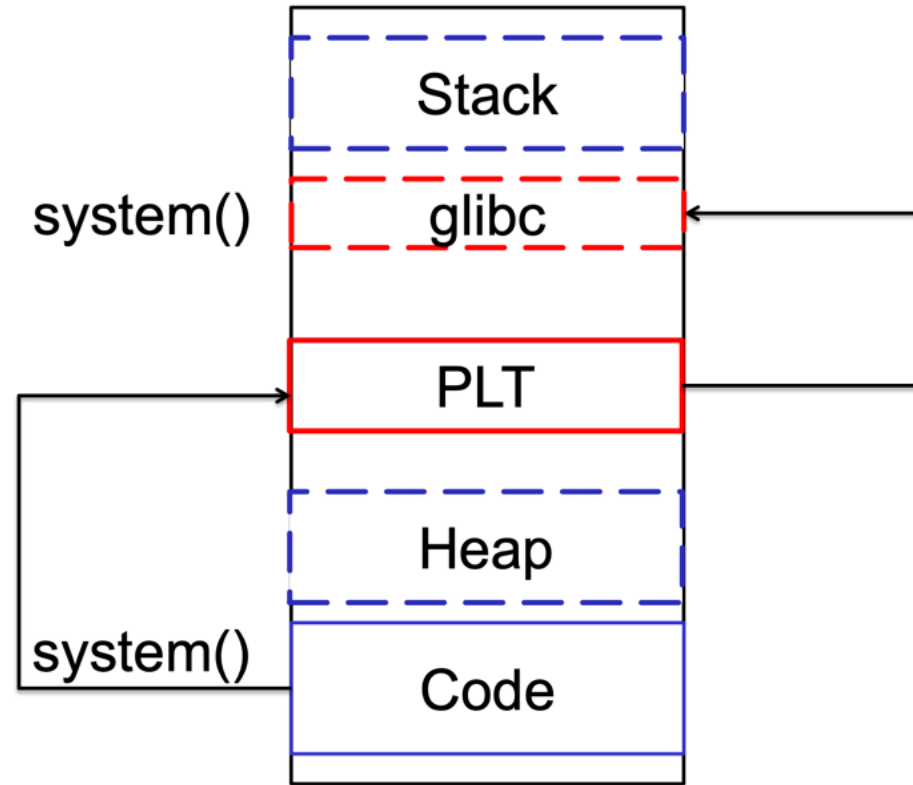 Stack
system()
glibc
PLT
Heap
system()
Code